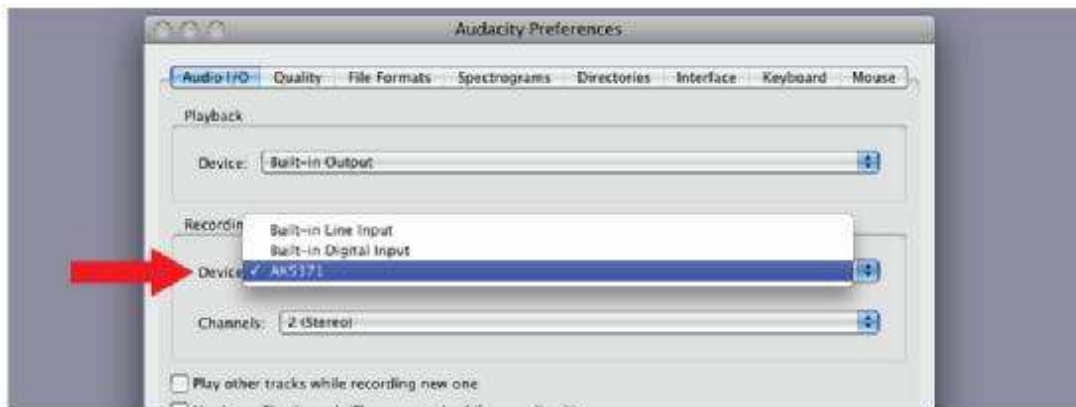 Audacity Preferences
Audio I/O Quality File Formats Spectrograms Directories Interface Keyboard Mouse
Playback
Device: Built-in Output
Recordin
Built-in Line Input
Built-in Digital Input
Device ✓ AK5371
Channels: 2 (Stereo)
Play other tracks while recording new one